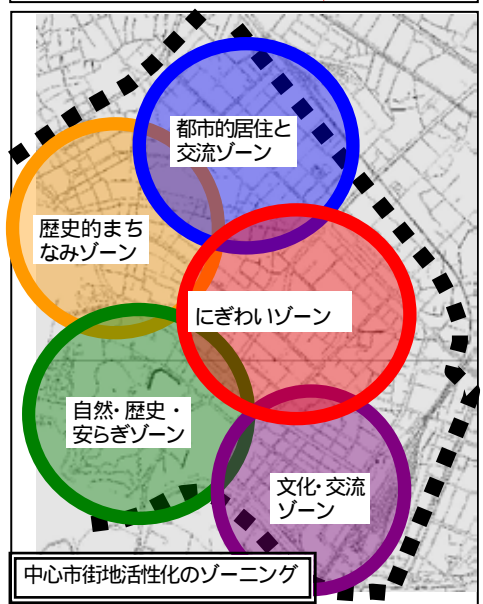 都市的居住と
交流ゾーン
歴史的まち
なみゾーン
にぎわいゾーン
自然・歴史・
安らぎゾーン
文化・交流
ゾーン
中心市街地活性化のゾーニング